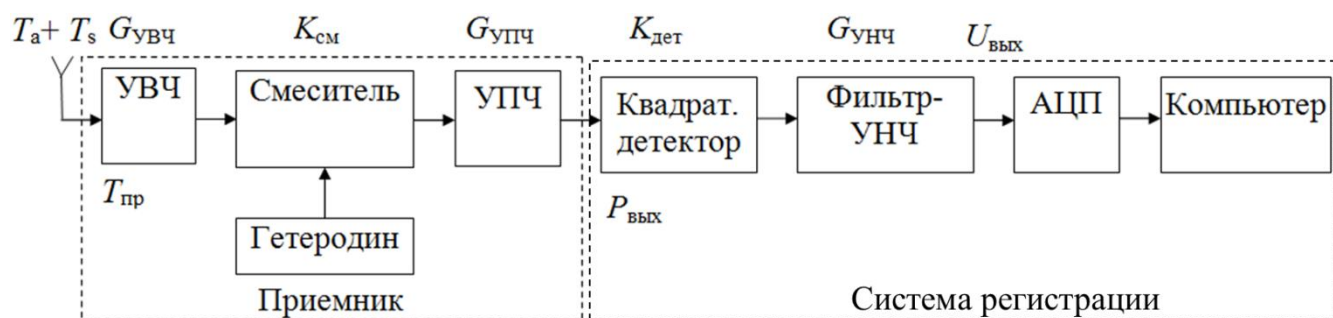 Tа+ Ts GУВЧ Kсм GУПЧ Kдет GУНЧ Uвых
УВЧ Смеситель УПЧ Квадрат. детектор Фильтр- УНЧ АЦП Компьютер
Tпр Pвых
Гетеродин
Приемник Система регистрации